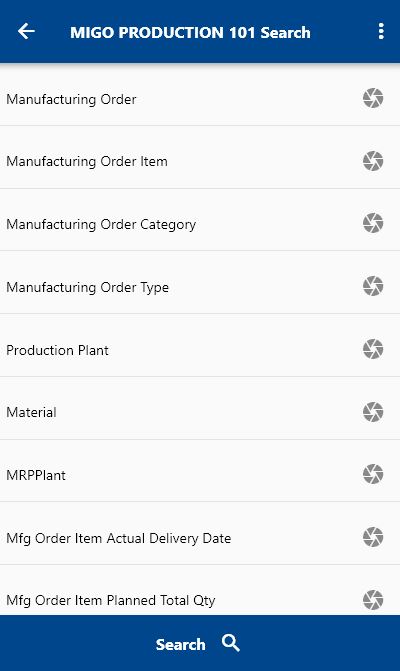 MIGO PRODUCTION 101 Search
Manufacturing Order
Manufacturing Order Item
Manufacturing Order Category
Manufacturing Order Type
Production Plant
Material
MRPPlant
Mfg Order Item Actual Delivery Date
Mfg Order Item Planned Total Qty
Search